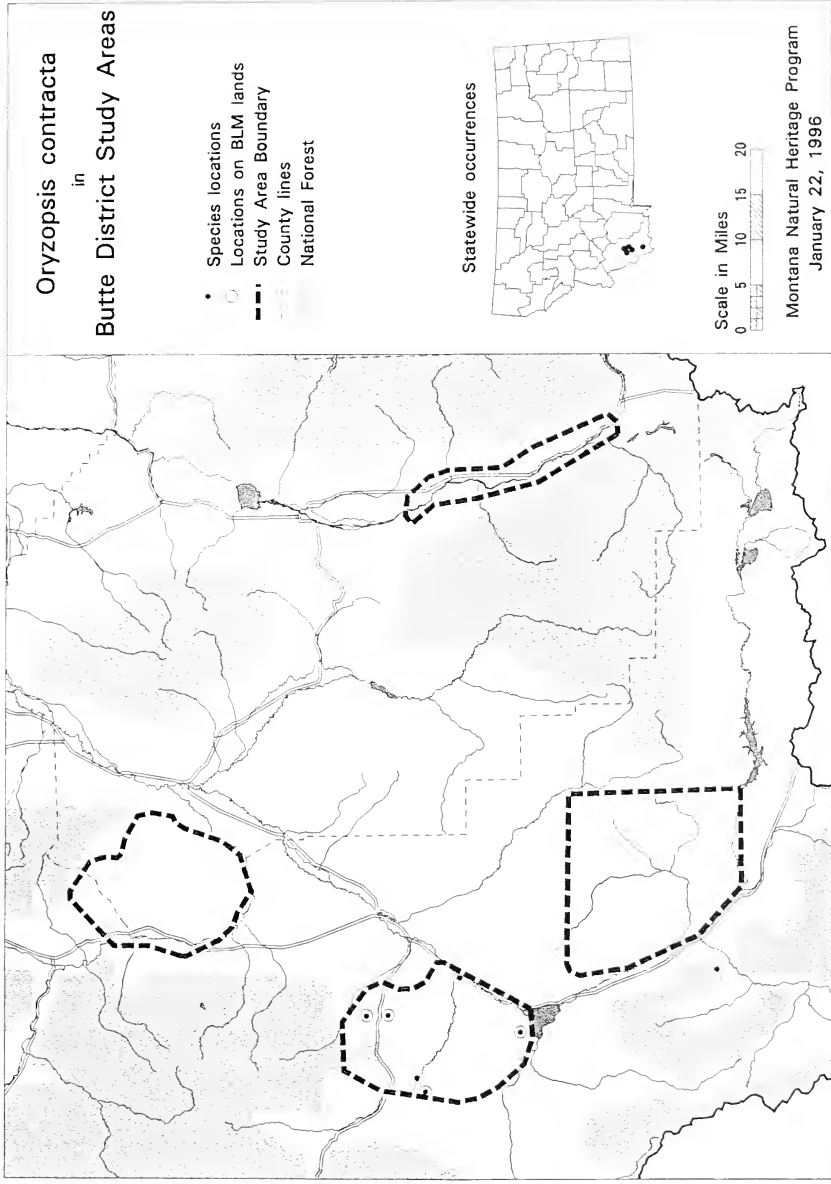 Oryzopsis contracta
in
Butte District Study Areas
Species locations
Locations on BLM lands
Study Area Boundary
County lines
National Forest
Statewide occurrences
Scale in Miles
0 5 10 15 20
Montana Natural Heritage Program
January 22, 1996